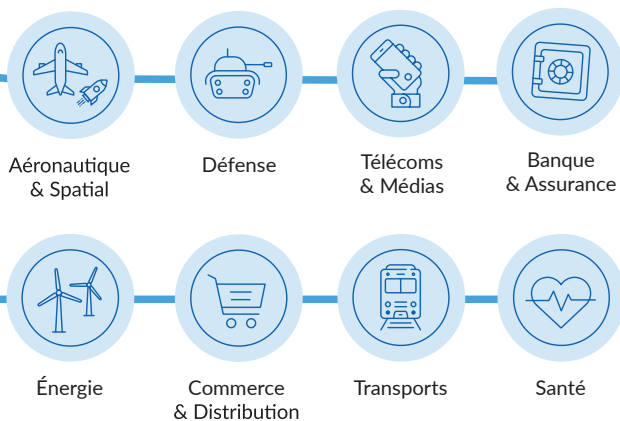 Aéronautique
& Spatial
Défense
Télécoms
& Médias
Banque
& Assurance
Énergie
Commerce
& Distribution
Transports
Santé